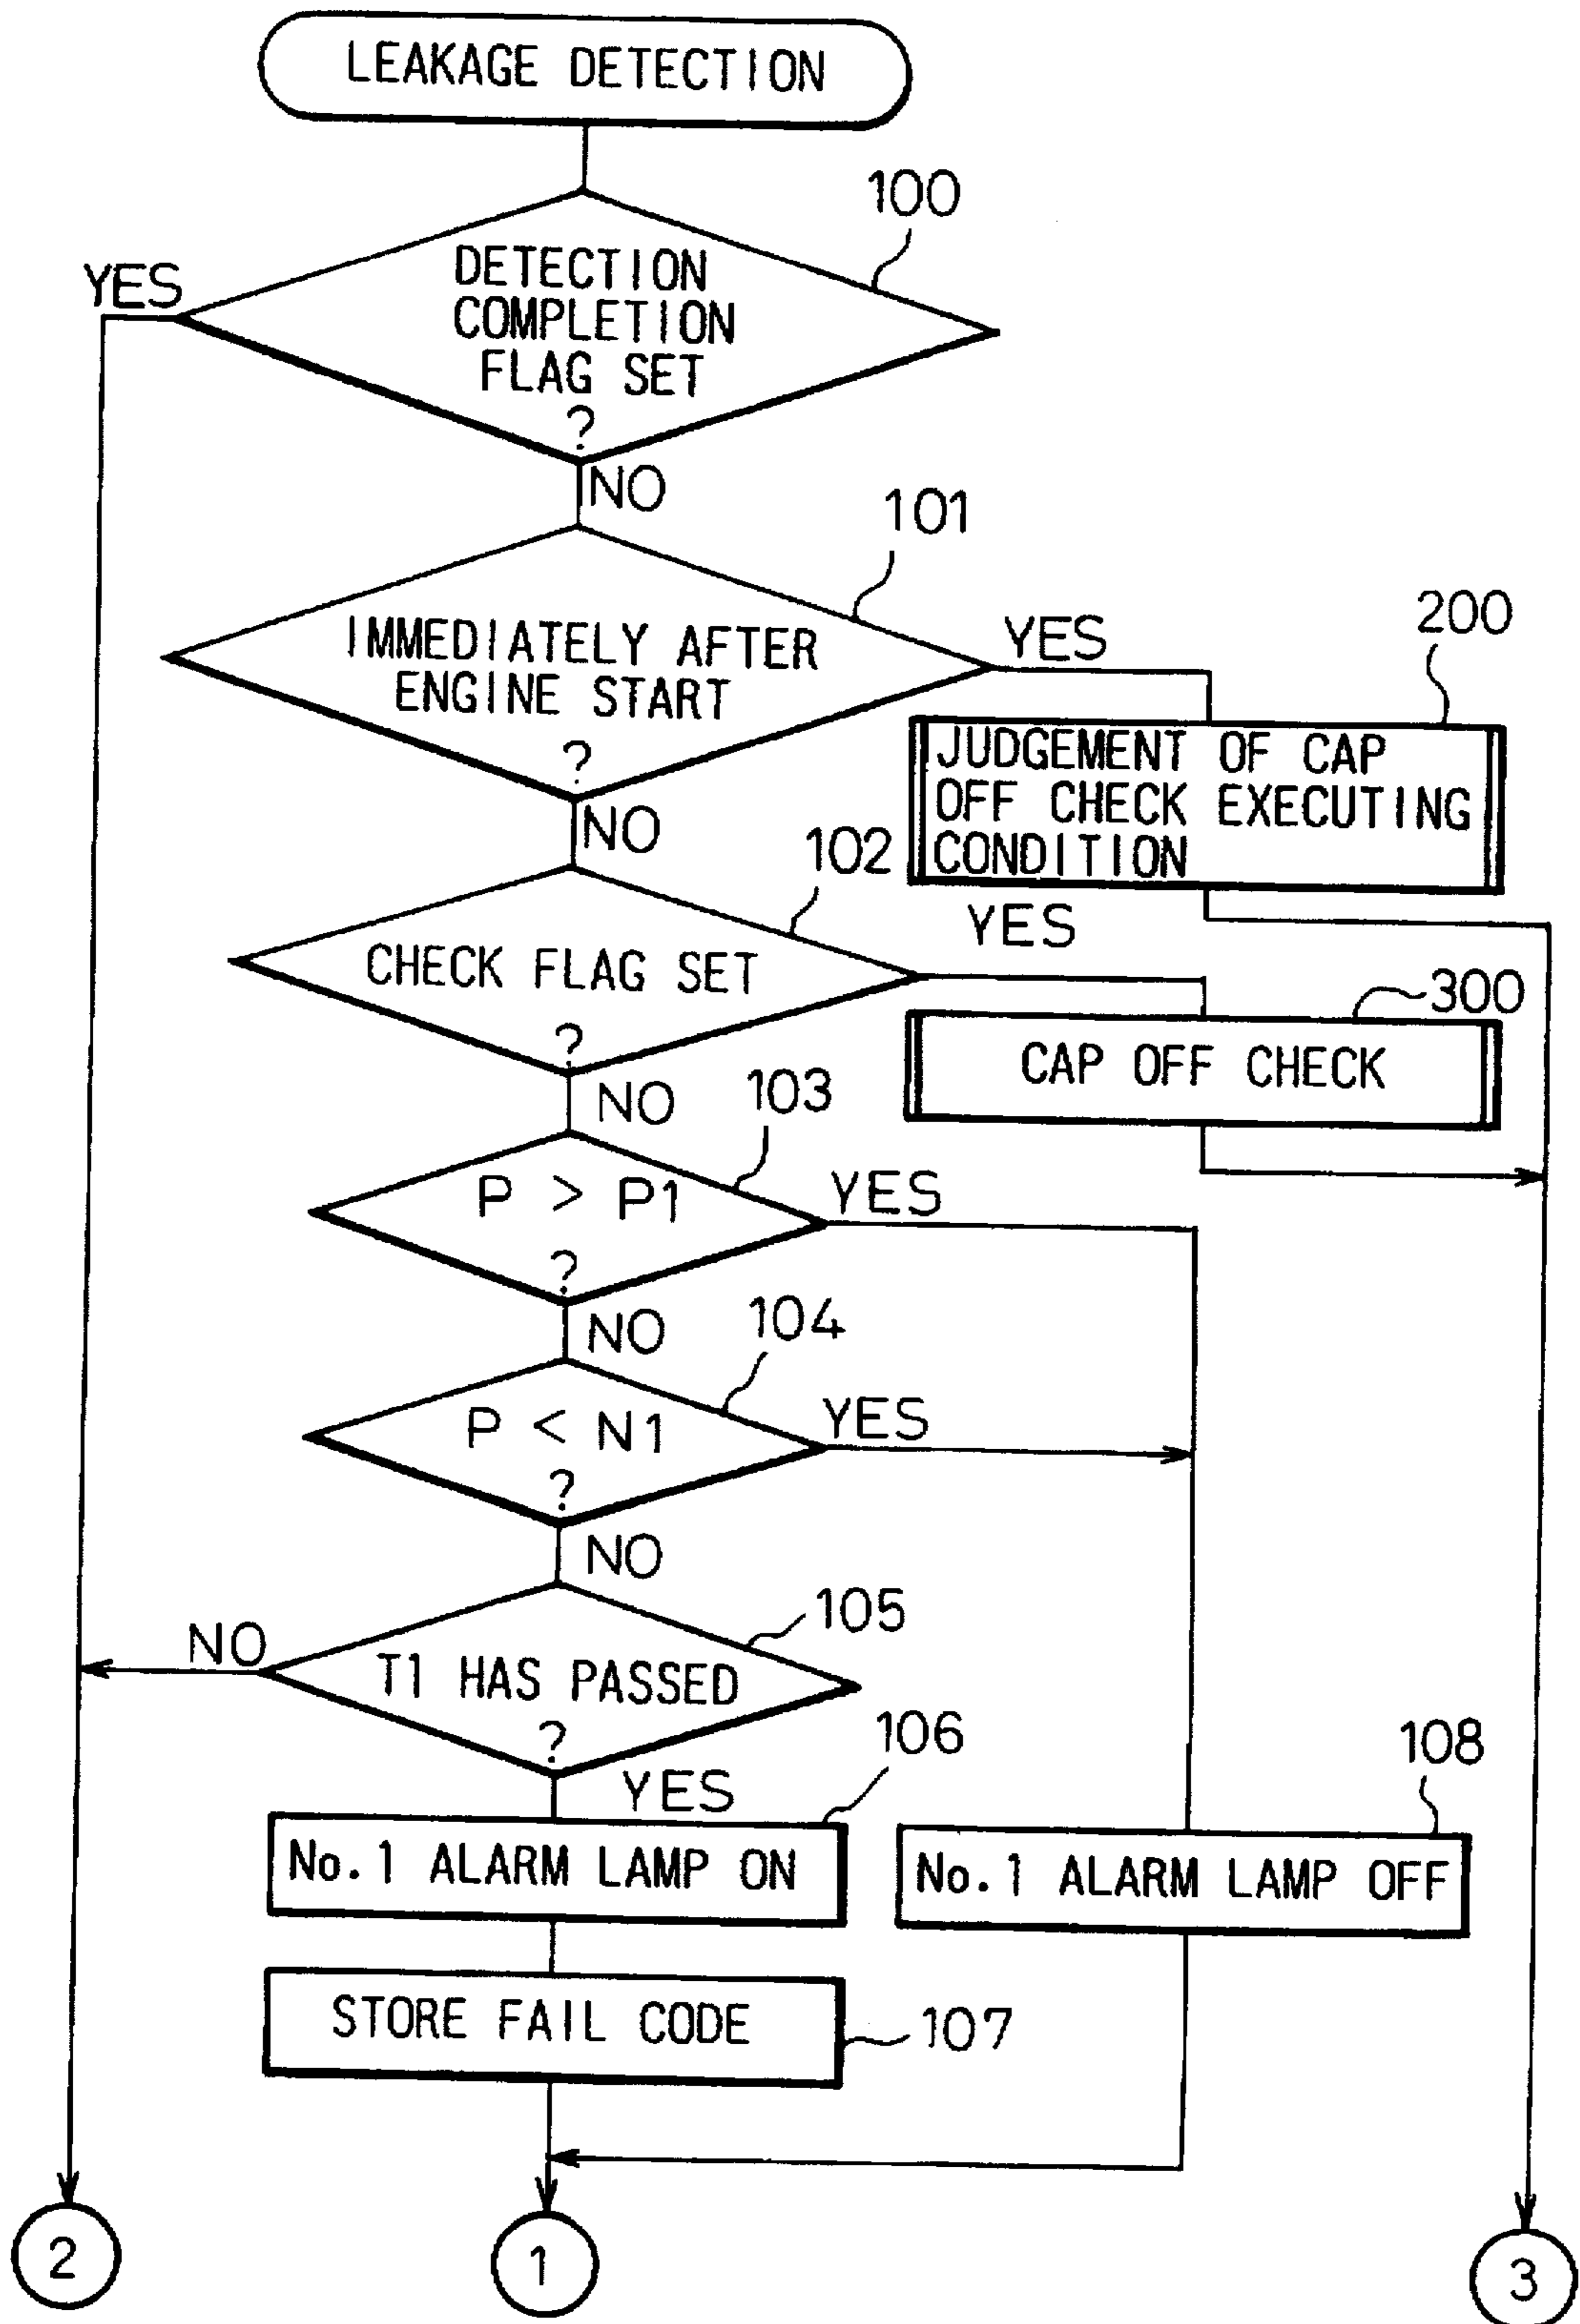 LEAKAGE DETECTION
100
YES
DETECTION
COMPLETION
FLAG SET
?
NO
101
IMMEDIATELY AFTER
ENGINE START
?
YES
200
JUDGEMENT OF CAP
OFF CHECK EXECUTING
CONDITION
NO
102
YES
CHECK FLAG SET
?
300
CAP OFF CHECK
NO
103
P > P1
?
YES
NO
104
P < N1
?
YES
NO
105
NO
T1 HAS PASSED
?
YES
106
108
No.1 ALARM LAMP ON
No.1 ALARM LAMP OFF
STORE FAIL CODE
107
2
1
3